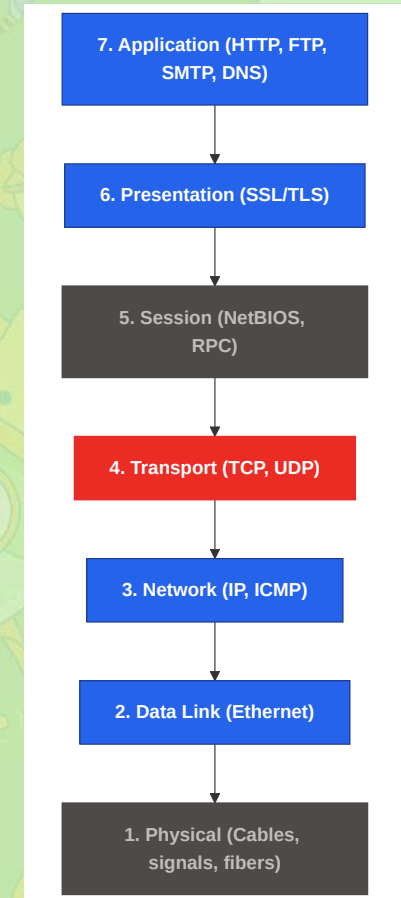 7. Application (HTTP, FTP,
SMTP, DNS)
6. Presentation (SSL/TLS)
5. Session (NetBIOS,
RPC)
4. Transport (TCP, UDP)
3. Network (IP, ICMP)
2. Data Link (Ethernet)
1. Physical (Cables,
signals, fibers)